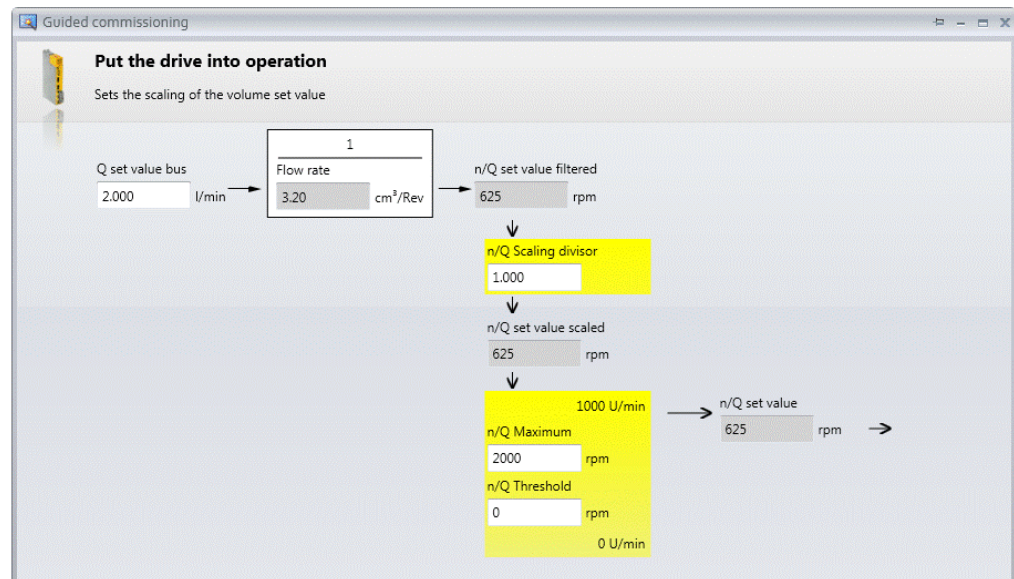 Guided commissioning
Put the drive into operation
Sets the scaling of the volume set value
1
Q set value bus
Flow rate
n/Q set value filtered
2.000 l/min
3.20 cm³/Rev
625 rpm
n/Q Scaling divisor
1.000
n/Q set value scaled
625 rpm
1000 U/min
n/Q set value
n/Q Maximum
625 rpm
2000 rpm
n/Q Threshold
0 rpm
0 U/min